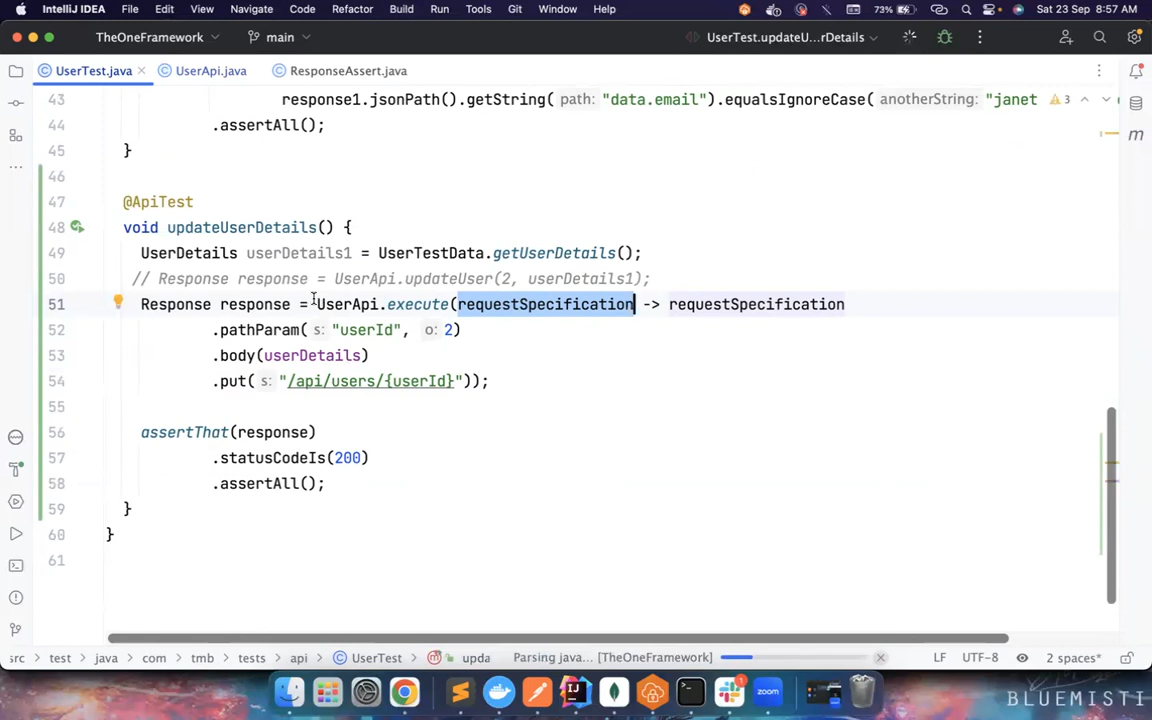 IntelliJ IDEA File Edit View Navigate Code Refactor Build Run Tools Git Window Help 73% Sat 23 Sep 8:57 AM
TheOneFramework main UserTest.updateU...rDetails
UserTest.java UserApi.java ResponseAssert.java
43 response1.jsonPath().getString( path: "data.email").equalsIgnoreCase( anotherString: "janet 3
44 .assertAll();
45 }
46
47 @ApiTest
48 void updateUserDetails() {
49 UserDetails userDetails1 = UserTestData.getUserDetails();
50 // Response response = UserApi.updateUser(2, userDetails1);
51 Response response = UserApi.execute(requestSpecification -> requestSpecification
52 .pathParam( s: "userId", o: 2)
53 .body(userDetails)
54 .put( s: "/api/users/{userId}"));
55
56 assertThat(response)
57 .statusCodeIs(200)
58 .assertAll();
59 }
60 }
61
src test java com tmb tests api UserTest upda Parsing java... [TheOneFramework] LF UTF-8 2 spaces*
1 zoom
BLUEMISTI